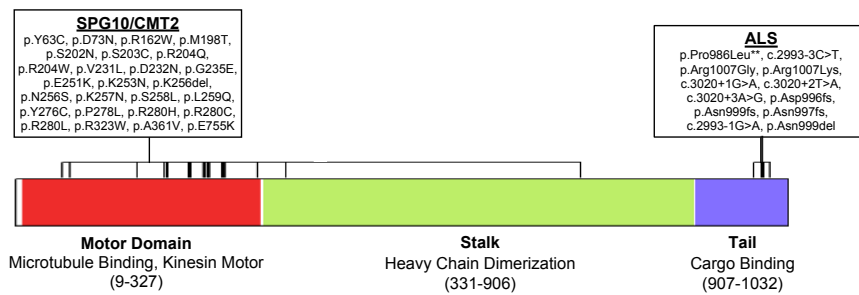 SPG10/CMT2
p.Y63C, p.D73N, p.R162W, p.M198T,
p.S202N, p.S203C, p.R204Q,
p.R204W, p.V231L, p.D232N, p.G235E,
p.E251K, p.K253N, p.K256del,
p.N256S, p.K257N, p.S258L, p.L259Q,
p.Y276C, p.P278L, p.R280H, p.R280C,
p.R280L, p.R323W, p.A361V, p.E755K
ALS
p.Pro986Leu**, c.2993-3C>T,
p.Arg1007Gly, p.Arg1007Lys,
c.3020+1G>A, c.3020+2T>A,
c.3020+3A>G, p.Asp996fs,
p.Asn999fs, p.Asn997fs,
c.2993-1G>A, p.Asn999del
Motor Domain
Microtubule Binding, Kinesin Motor
(9-327)
Stalk
Heavy Chain Dimerization
(331-906)
Tail
Cargo Binding
(907-1032)